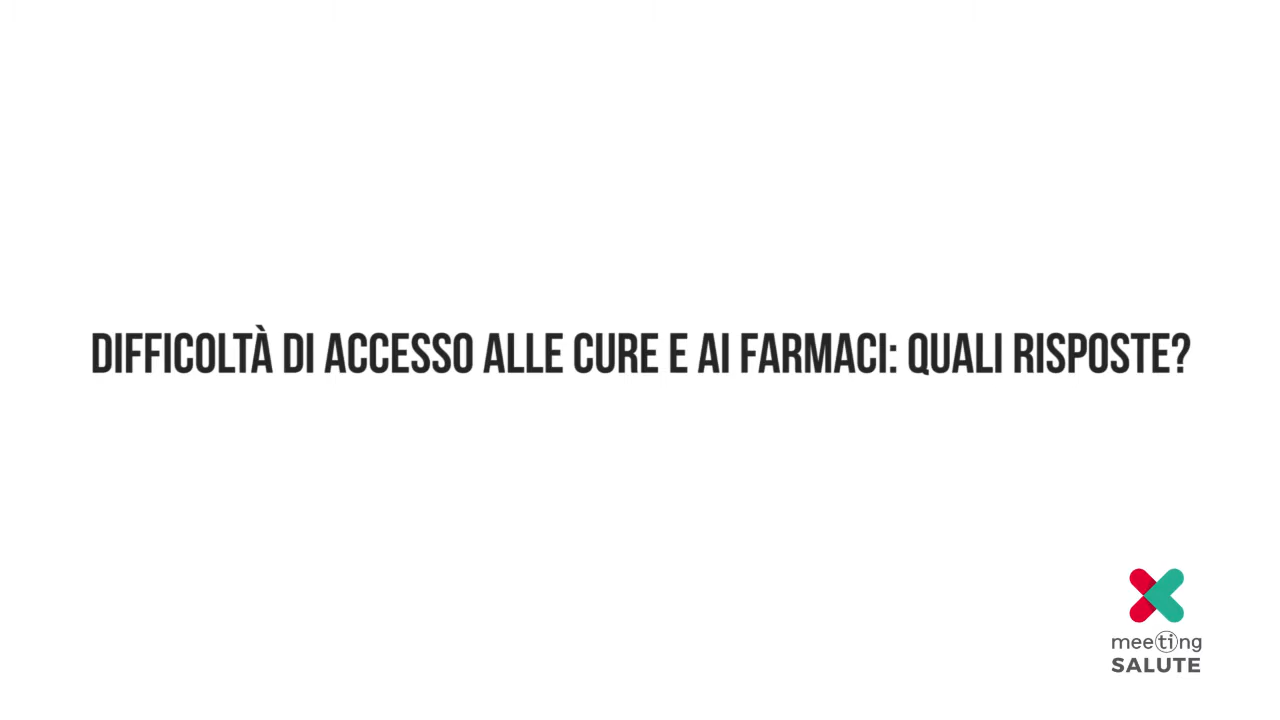 DIFFICOLTÀ DI ACCESSO ALLE CURE E AI FARMACI: QUALI RISPOSTE?
meeting
SALUTE